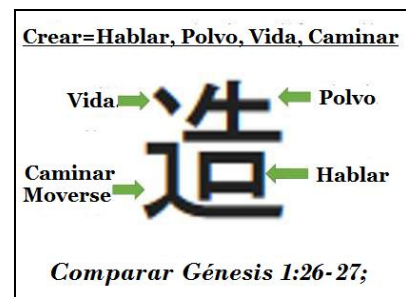 Crear=Hablar, Polvo, Vida, Caminar
Vida.
Polvo
造
Caminar
Moverse
Hablar
Comparar Génesis 1:26-27;